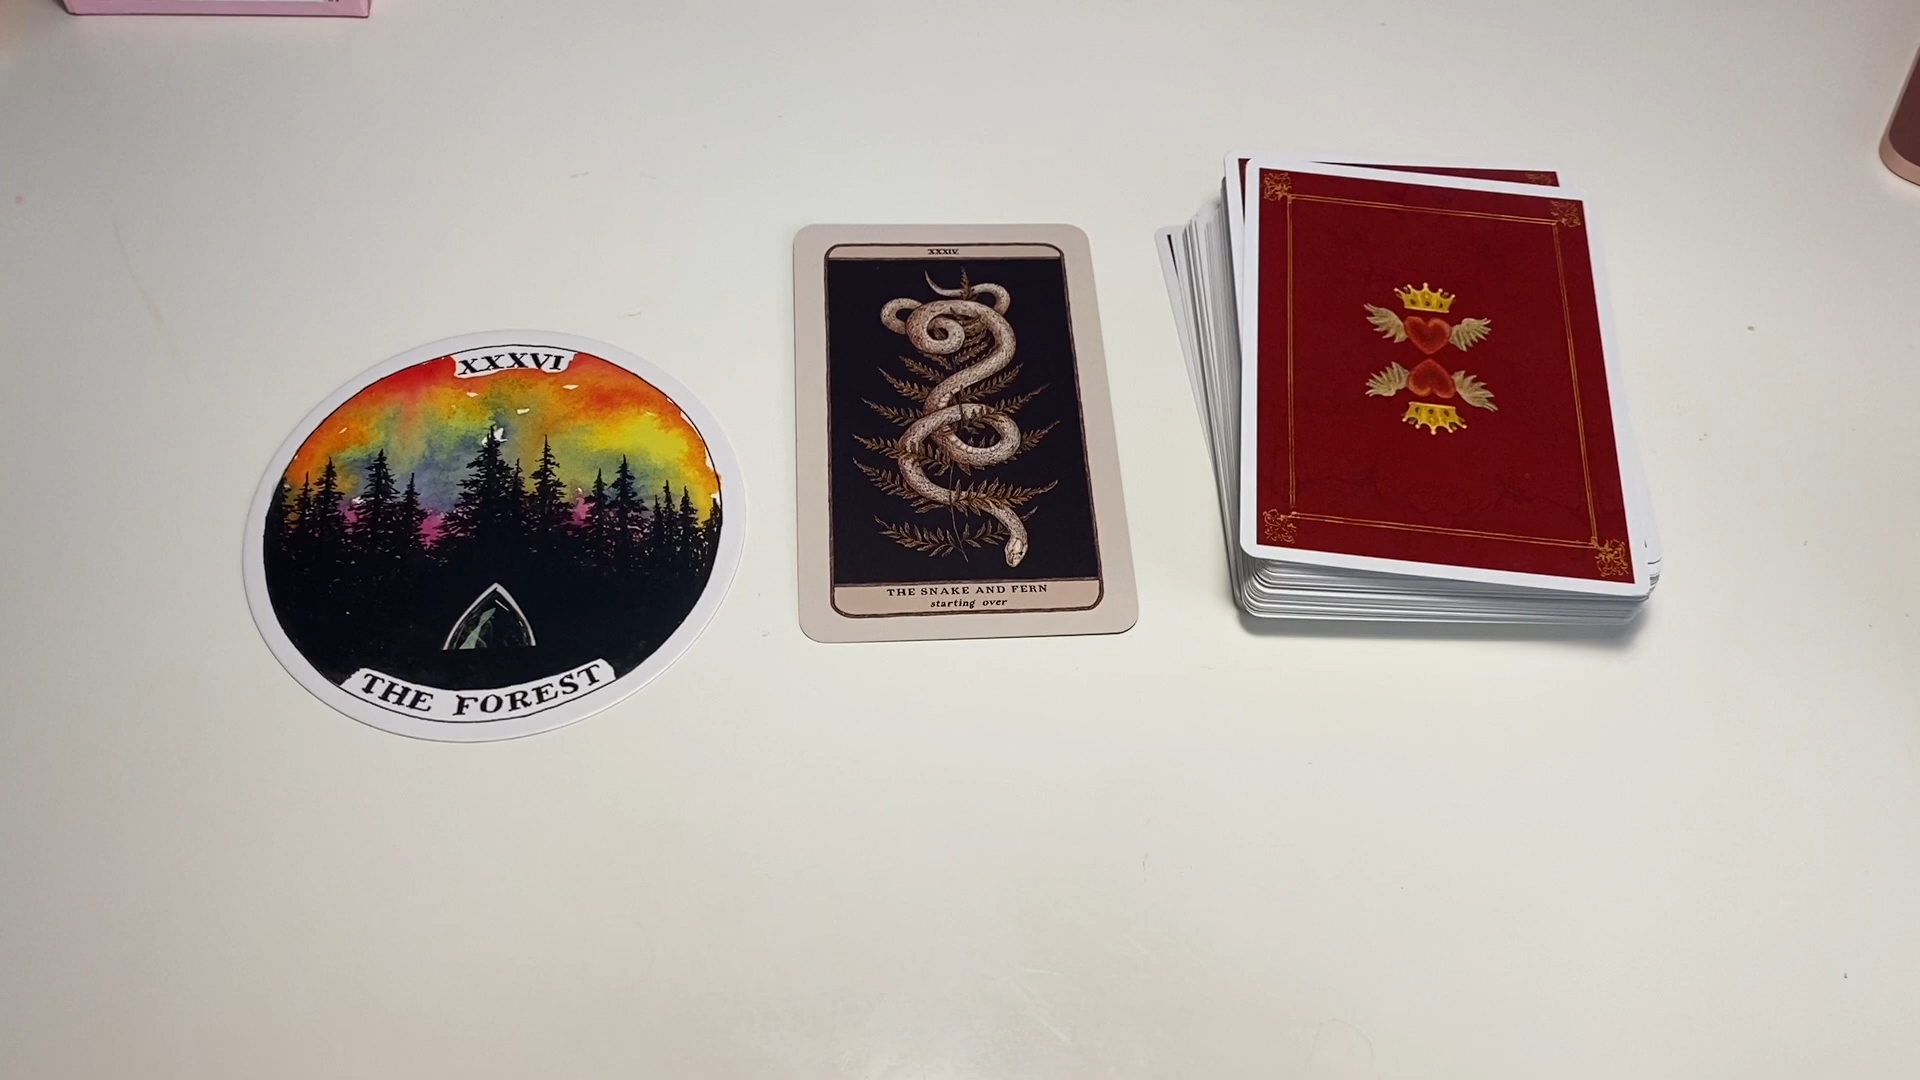 XXXVI
THE FOREST
XXXIV
THE SNAKE AND FERN
starting over